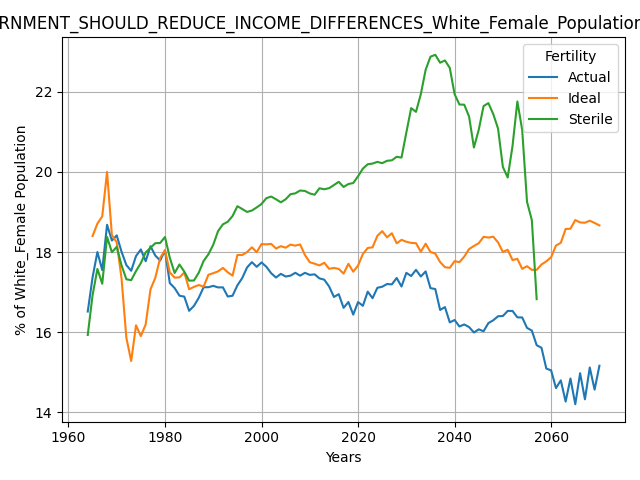 RNMENT_SHOULD_REDUCE_INCOME_DIFFERENCES_White_Female_Population
Fertility
Actual
Ideal
Sterile
% of White_Female Population
22
20
18
16
14
1960
1980
2000
2020
2040
2060
Years